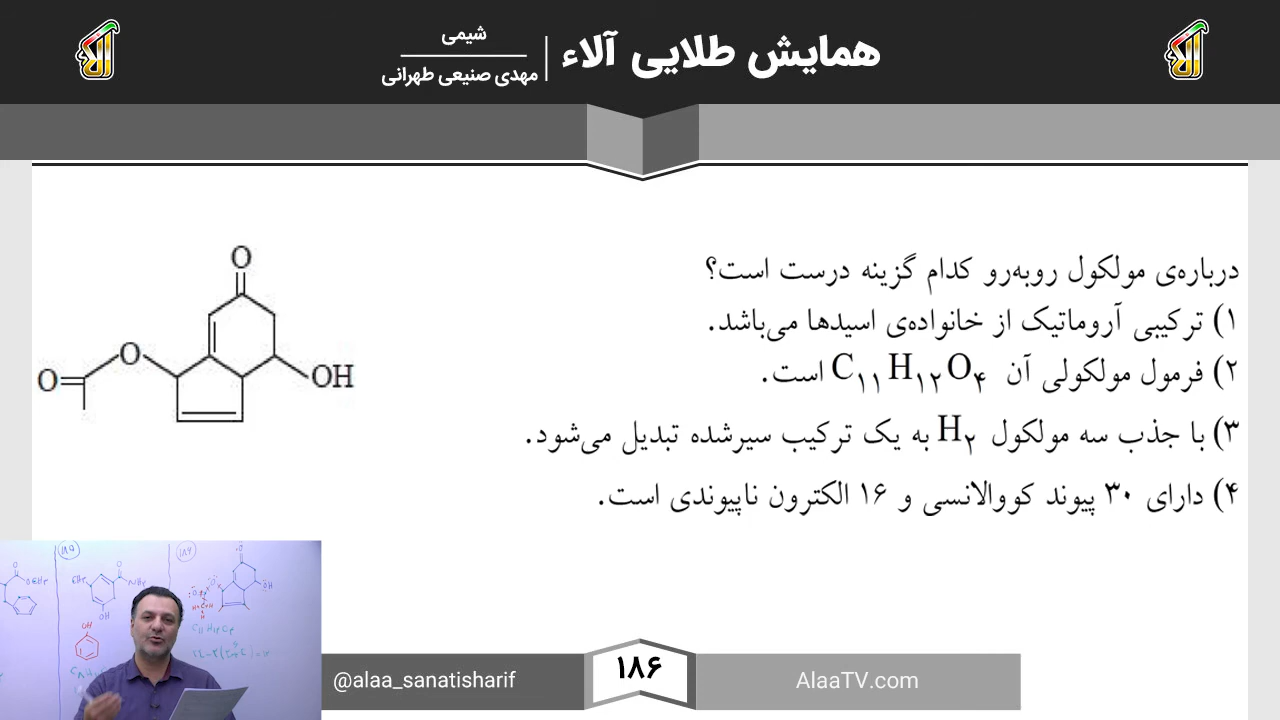 همایش طلایی آلاء
شیمی
مهدی صنیعی طهرانی
درباره‌ی مولکول روبه‌رو کدام گزینه درست است؟
۱) ترکیبی آروماتیک از خانواده‌ی اسیدها می‌باشد.
۲) فرمول مولکولی آن C۱۱H۱۲O۴ است.
۳) با جذب سه مولکول H۲ به یک ترکیب سیرشده تبدیل می‌شود.
۴) دارای ۳۰ پیوند کووالانسی و ۱۶ الکترون ناپیوندی است.
O
O
O
OH
@alaa_sanatisharif
۱۸۶
AlaaTV.com